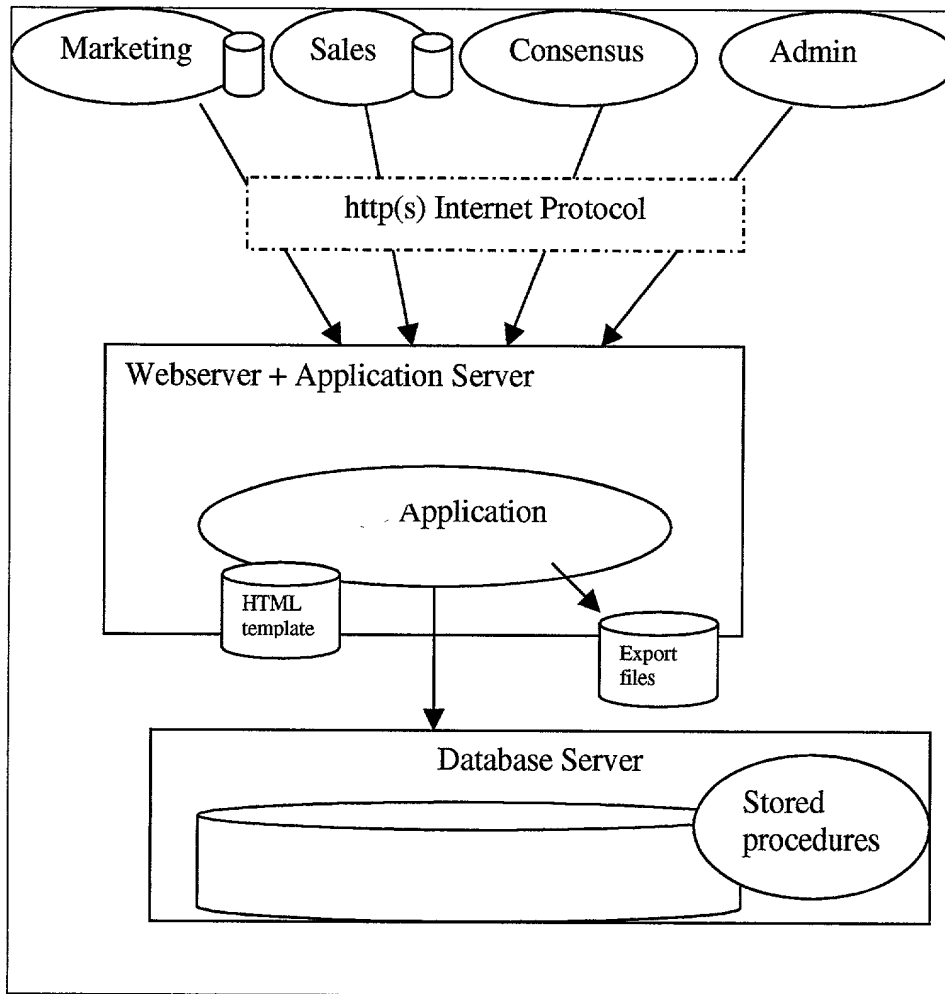 Marketing
Sales
Consensus
Admin
http(s) Internet Protocol
Webserver + Application Server
Application
HTML
template
Export
files
Database Server
Stored
procedures